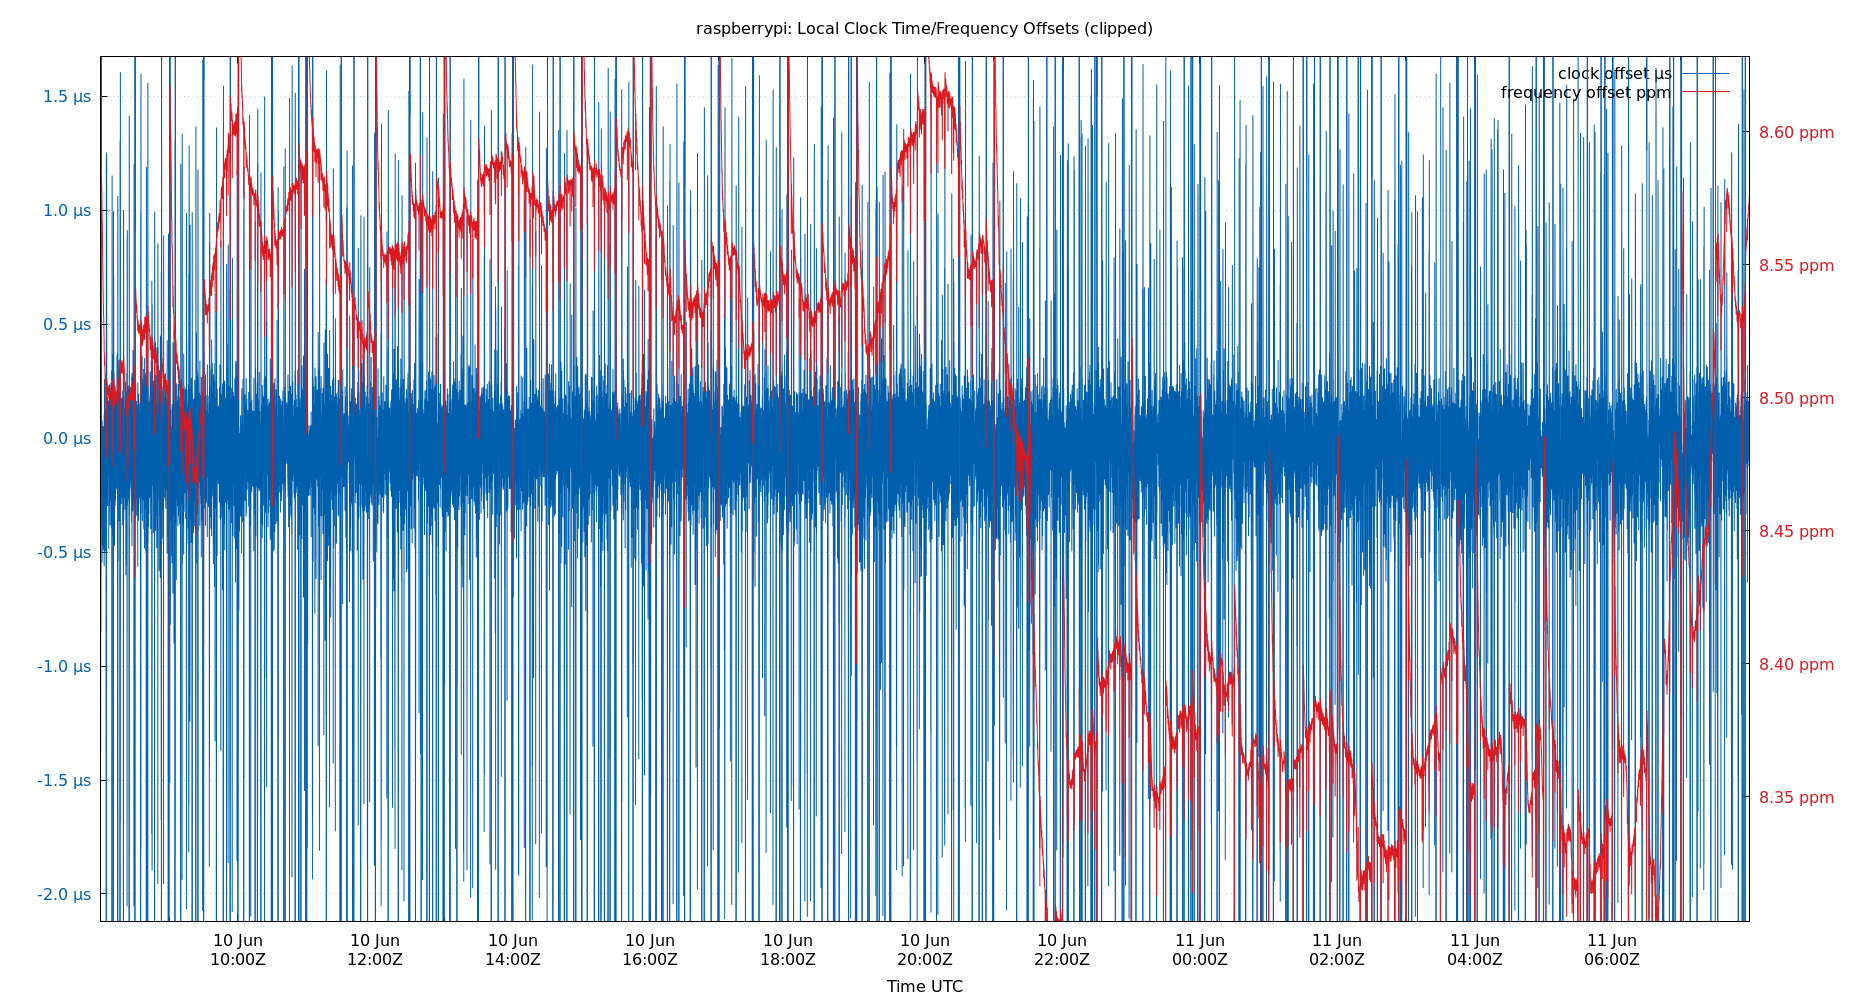 raspberrypi: Local Clock Time/Frequency Offsets (clipped)
clock offset µs
frequency offset ppm
1.5 µs
1.0 µs
0.5 µs
0.0 µs
-0.5 µs
-1.0 µs
-1.5 µs
-2.0 µs
8.60 ppm
8.55 ppm
8.50 ppm
8.45 ppm
8.40 ppm
8.35 ppm
10 Jun
10:00Z
10 Jun
12:00Z
10 Jun
14:00Z
10 Jun
16:00Z
10 Jun
18:00Z
10 Jun
20:00Z
10 Jun
22:00Z
11 Jun
00:00Z
11 Jun
02:00Z
11 Jun
04:00Z
11 Jun
06:00Z
Time UTC